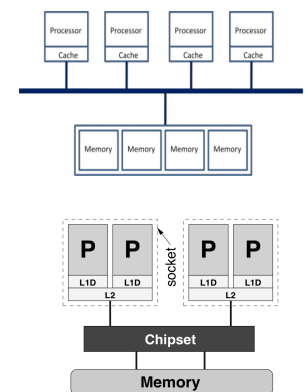 Processor Processor Processor Processor
Cache Cache Cache Cache
Memory Memory Memory Memory
socket
P P P P
L1D L1D L1D L1D
L2 L2
Chipset
Memory